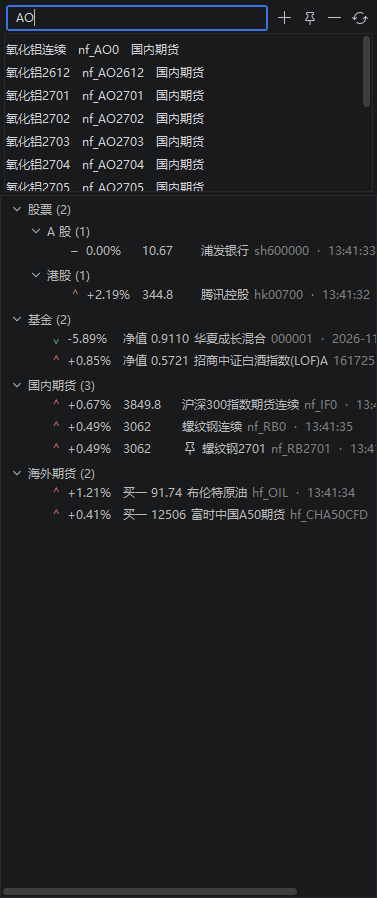 AO
氧化铝连续 nf_AO0 国内期货
氧化铝2612 nf_AO2612 国内期货
氧化铝2701 nf_AO2701 国内期货
氧化铝2702 nf_AO2702 国内期货
氧化铝2703 nf_AO2703 国内期货
氧化铝2704 nf_AO2704 国内期货
氧化铝2705 nf_AO2705 国内期货
股票 (2)
A 股 (1)
– 0.00% 10.67 浦发银行 sh600000 · 13:41:33
港股 (1)
^ +2.19% 344.8 腾讯控股 hk00700 · 13:41:32
基金 (2)
v -5.89% 净值 0.9110 华夏成长混合 000001 · 2026-11
^ +0.85% 净值 0.5721 招商中证白酒指数(LOF)A 161725
国内期货 (3)
^ +0.67% 3849.8 沪深300指数期货连续 nf_IF0 ·
^ +0.49% 3062 螺纹钢连续 nf_RB0 · 13:41:35
^ +0.49% 3062 螺纹钢2701 nf_RB2701 · 13:4
海外期货 (2)
^ +1.21% 买一 91.74 布伦特原油 hf_OIL · 13:41:34
^ +0.41% 买一 12506 富时中国A50期货 hf_CHA50CFD